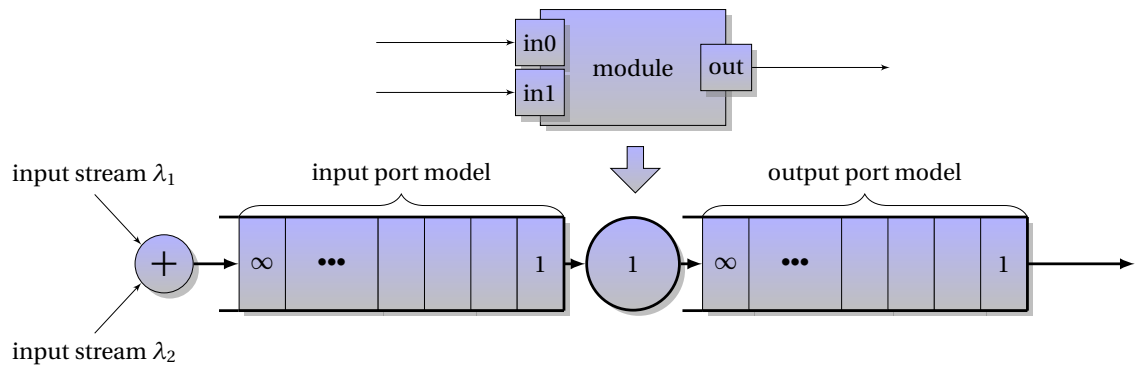 in0
module
out
in1
input stream λ1
input port model
output port model
+
∞ ••• 1
1
∞ ••• 1
input stream λ2